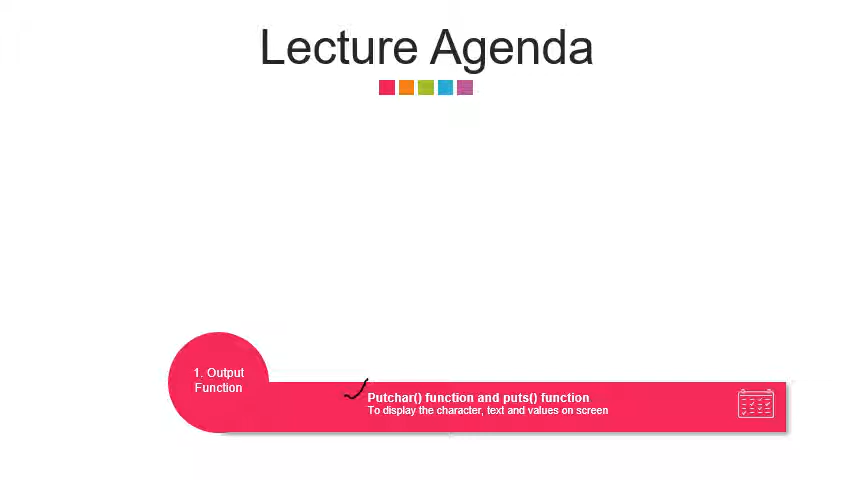 Lecture Agenda
1. Output
Function
Putchar() function and puts() function
To display the character, text and values on screen